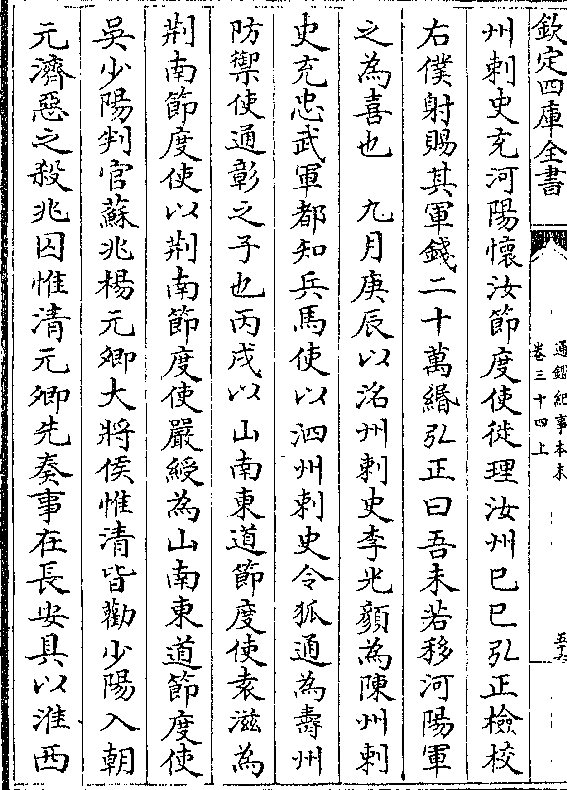 欽定四庫全書
通鑑紀事本末
卷三十四上
州刺史充河陽懷汝節度使徙理汝州已已弘正檢校
右僕射賜其軍錢二十萬緡弘正曰吾未若移河陽軍
之為喜也　九月庚辰以洺州刺史李光顔為陳州刺
史充忠武軍都知兵馬使以泗州刺史令狐通為壽州
防禦使通彰之子也丙戌以山南東道節度使袁滋為
荆南節度使以荆南節度使嚴綬為山南東道節度使
吳少陽判官蘇兆楊元卿大將侯惟清皆勸少陽入朝
元濟惡之殺兆囚惟清元卿先奏事在長安具以淮西